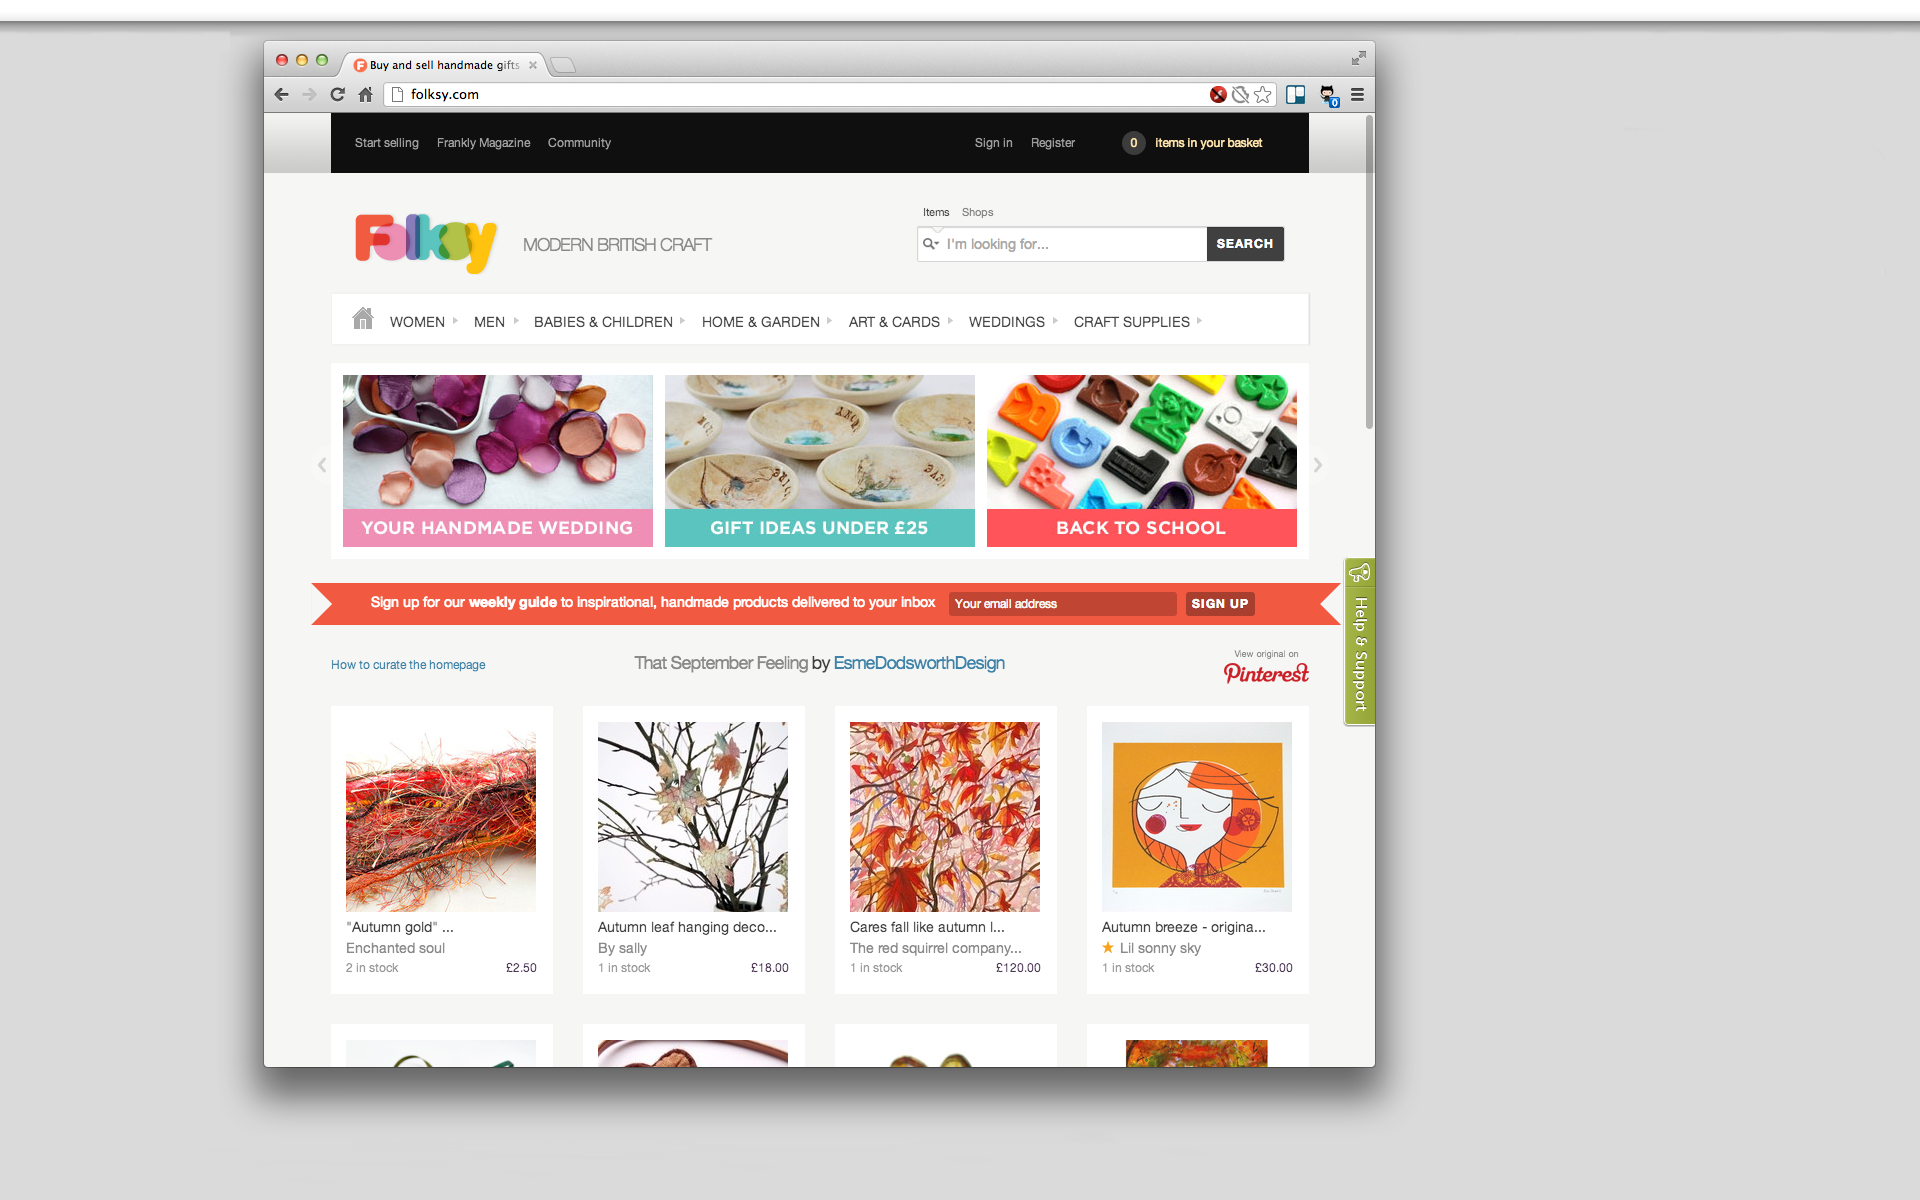 Buy and sell handmade gifts
folksy.com
0
Start selling Frankly Magazine Community Sign in Register 0 items in your basket
Items Shops
Folksy MODERN BRITISH CRAFT
I'm looking for... SEARCH
WOMEN MEN BABIES & CHILDREN HOME & GARDEN ART & CARDS WEDDINGS CRAFT SUPPLIES
YOUR HANDMADE WEDDING GIFT IDEAS UNDER £25 BACK TO SCHOOL
Sign up for our weekly guide to inspirational, handmade products delivered to your inbox Your email address SIGN UP
Help & Support
How to curate the homepage That September Feeling by EsmeDodsworthDesign View original on
Pinterest
"Autumn gold" ...
Enchanted soul
2 in stock £2.50
Autumn leaf hanging deco...
By sally
1 in stock £18.00
Cares fall like autumn l...
The red squirrel company...
1 in stock £120.00
Autumn breeze - origina...
Lil sonny sky
1 in stock £30.00